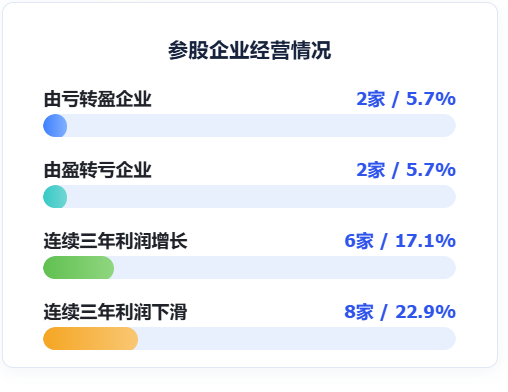 参股企业经营情况
由亏转盈企业 2家 / 5.7%
由盈转亏企业 2家 / 5.7%
连续三年利润增长 6家 / 17.1%
连续三年利润下滑 8家 / 22.9%